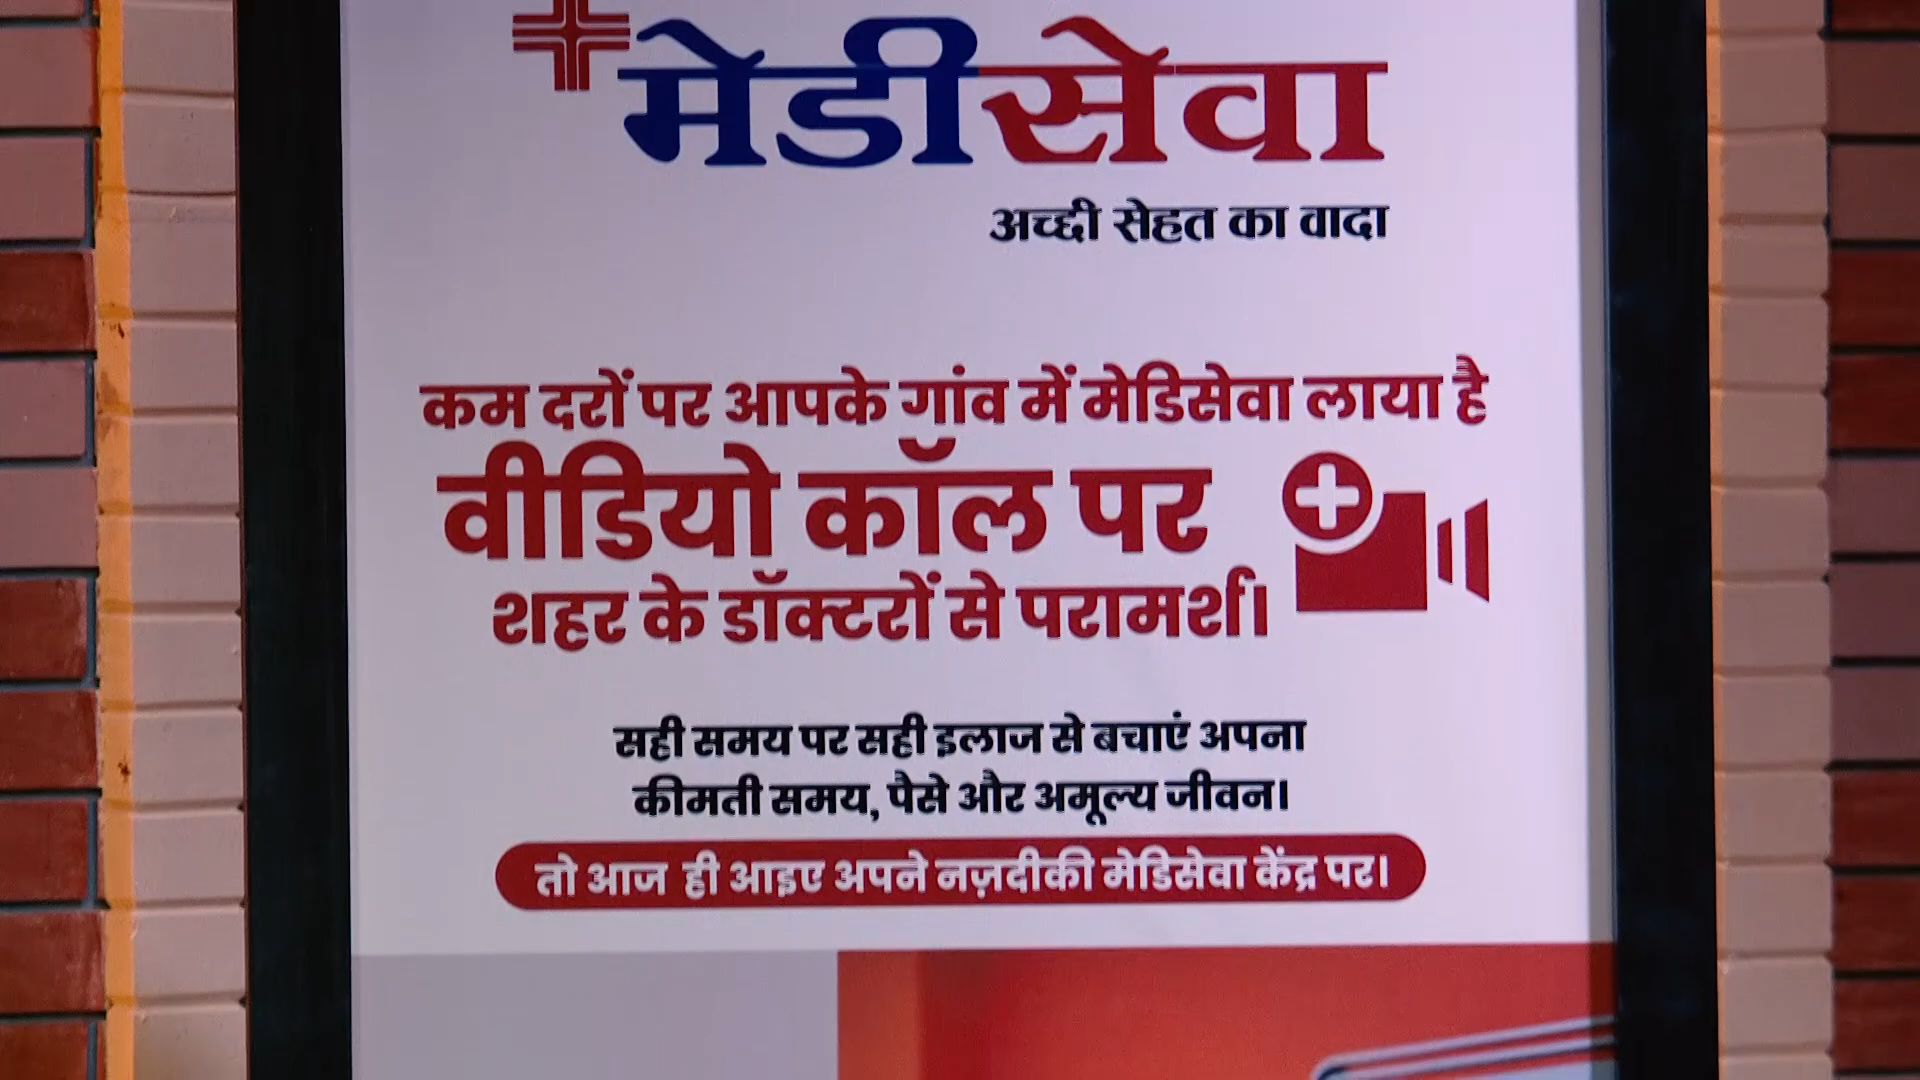 मेडीसेवा
अच्छी सेहत का वादा
कम दरों पर आपके गांव में मेडिसेवा लाया है
वीडियो कॉल पर
शहर के डॉक्टरों से परामर्श।
सही समय पर सही इलाज से बचाएं अपना
कीमती समय, पैसे और अमूल्य जीवन।
तो आज ही आइए अपने नज़दीकी मेडिसेवा केंद्र पर।